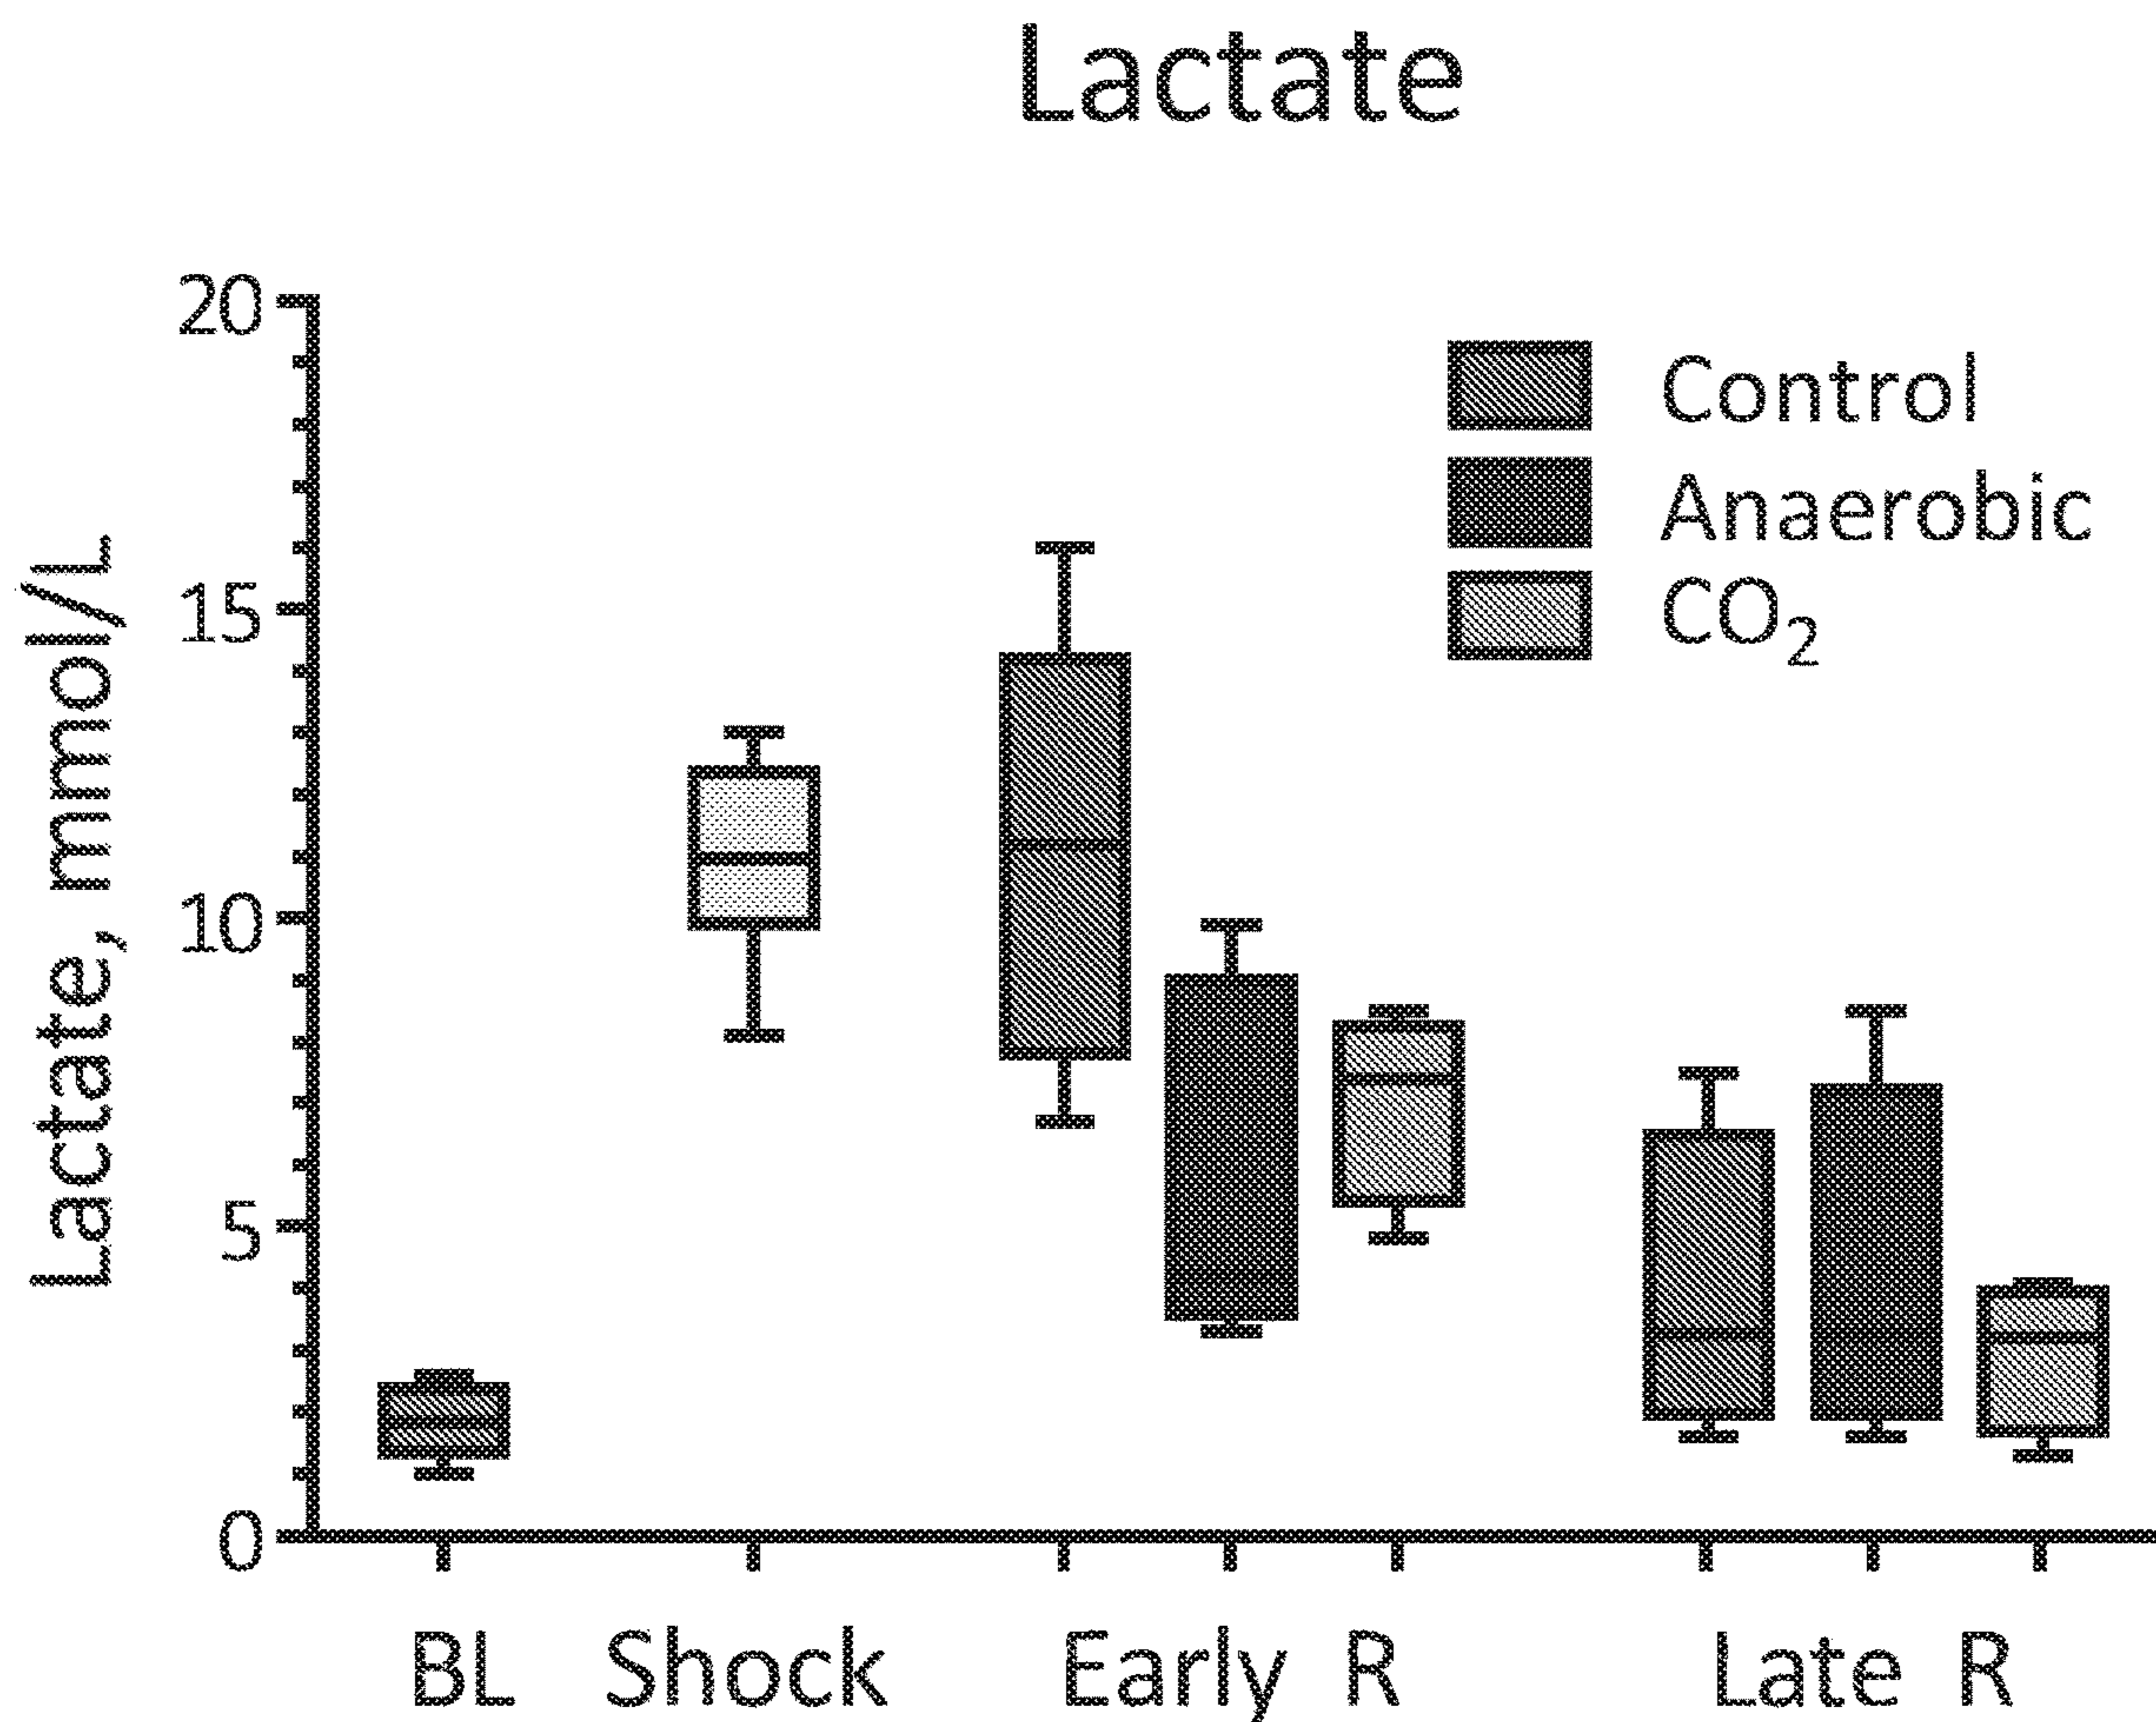 Lactate
Lactate, mmol/L
20
15
10
5
0
Control
Anaerobic
CO₂
BL Shock Early R Late R